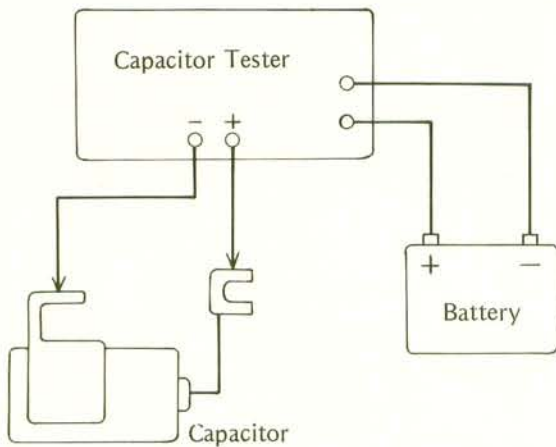 Capacitor Tester
− +
+ −
Battery
Capacitor